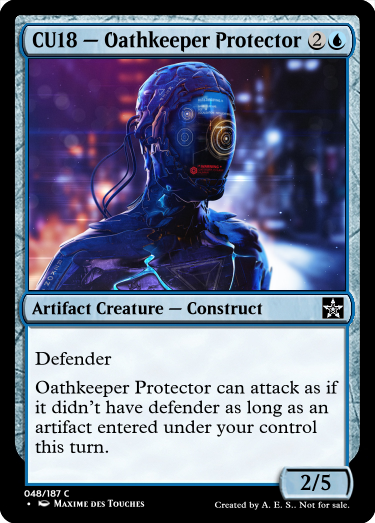 CU18 — Oathkeeper Protector 2
Artifact Creature — Construct
Defender
Oathkeeper Protector can attack as if
it didn't have defender as long as an
artifact entered under your control
this turn.
2/5
048/187 C
• MAXIME DES TOUCHES
Created by A. E. S.. Not for sale.